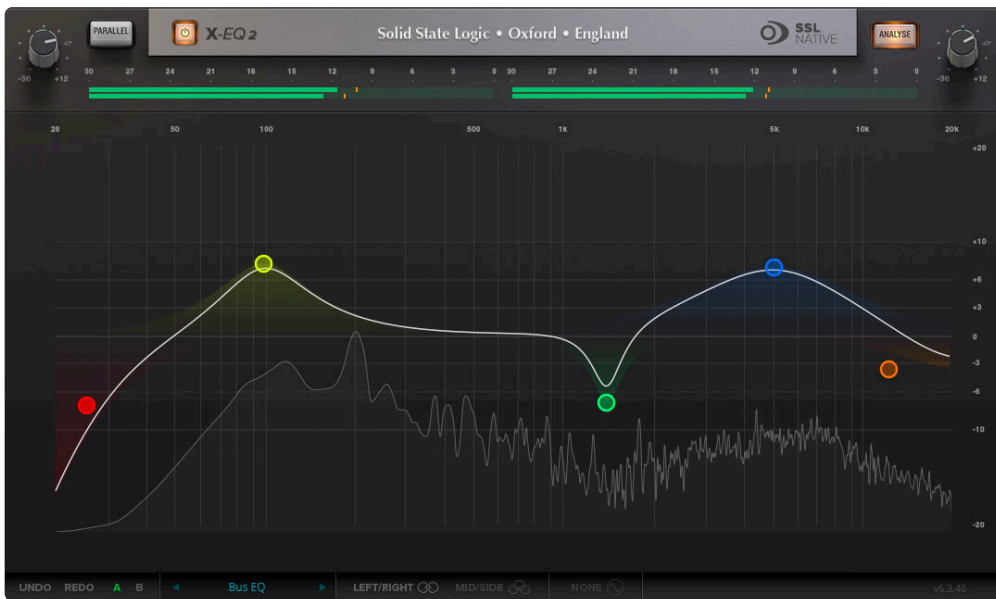 PARALLEL
X-EQ 2
Solid State Logic • Oxford • England
SSL
NATIVE
ANALYSE
-36 +12
30 27 24 21 18 15 12 9 6 3 0
30 27 24 21 18 15 12 9 6 3 0
-36 +12
20 50 100 500 1k 5k 10k 20K
+20
+10
+6
+3
0
-3
-6
-10
-20
UNDO REDO A B Bus EQ LEFT/RIGHT MID/SIDE NONE v6.3.40